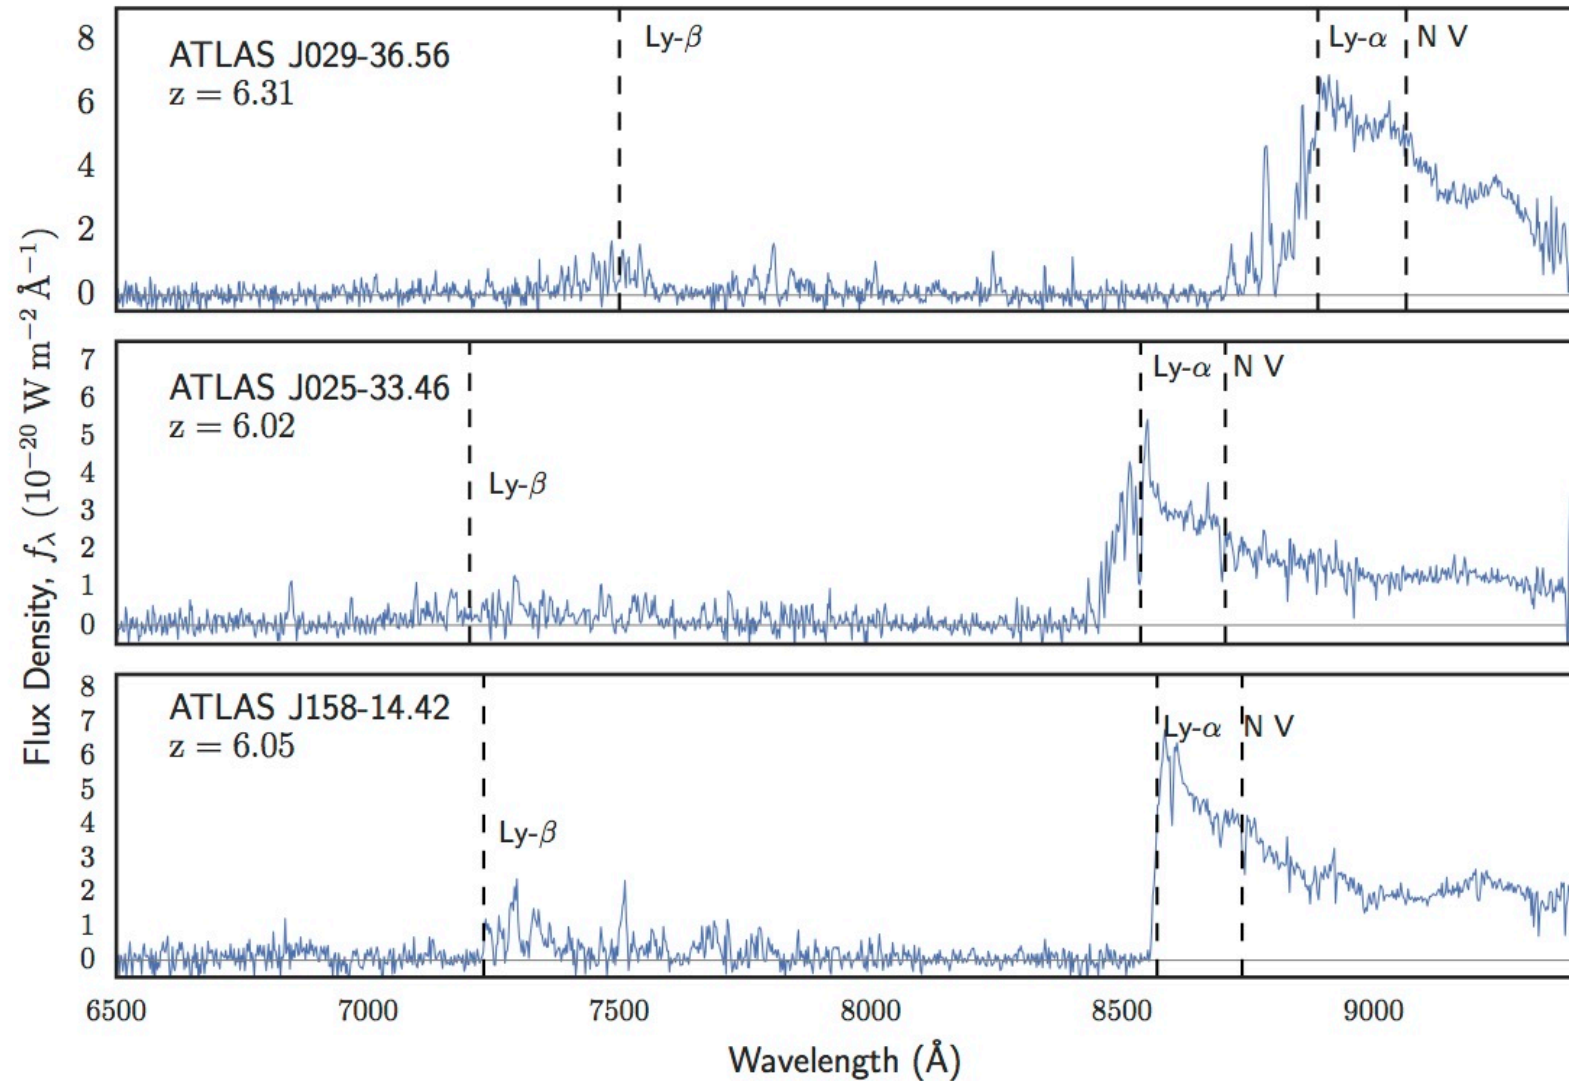 Flux Density, fλ (10−20 W m−2 Å−1)
ATLAS J029-36.56
z = 6.31
Ly-β
Ly-α
N V
8
6
4
2
0
ATLAS J025-33.46
z = 6.02
Ly-β
Ly-α
N V
7
6
5
4
3
2
1
0
ATLAS J158-14.42
z = 6.05
Ly-β
Ly-α
N V
8
7
6
5
4
3
2
1
0
6500 7000 7500 8000 8500 9000
Wavelength (Å)